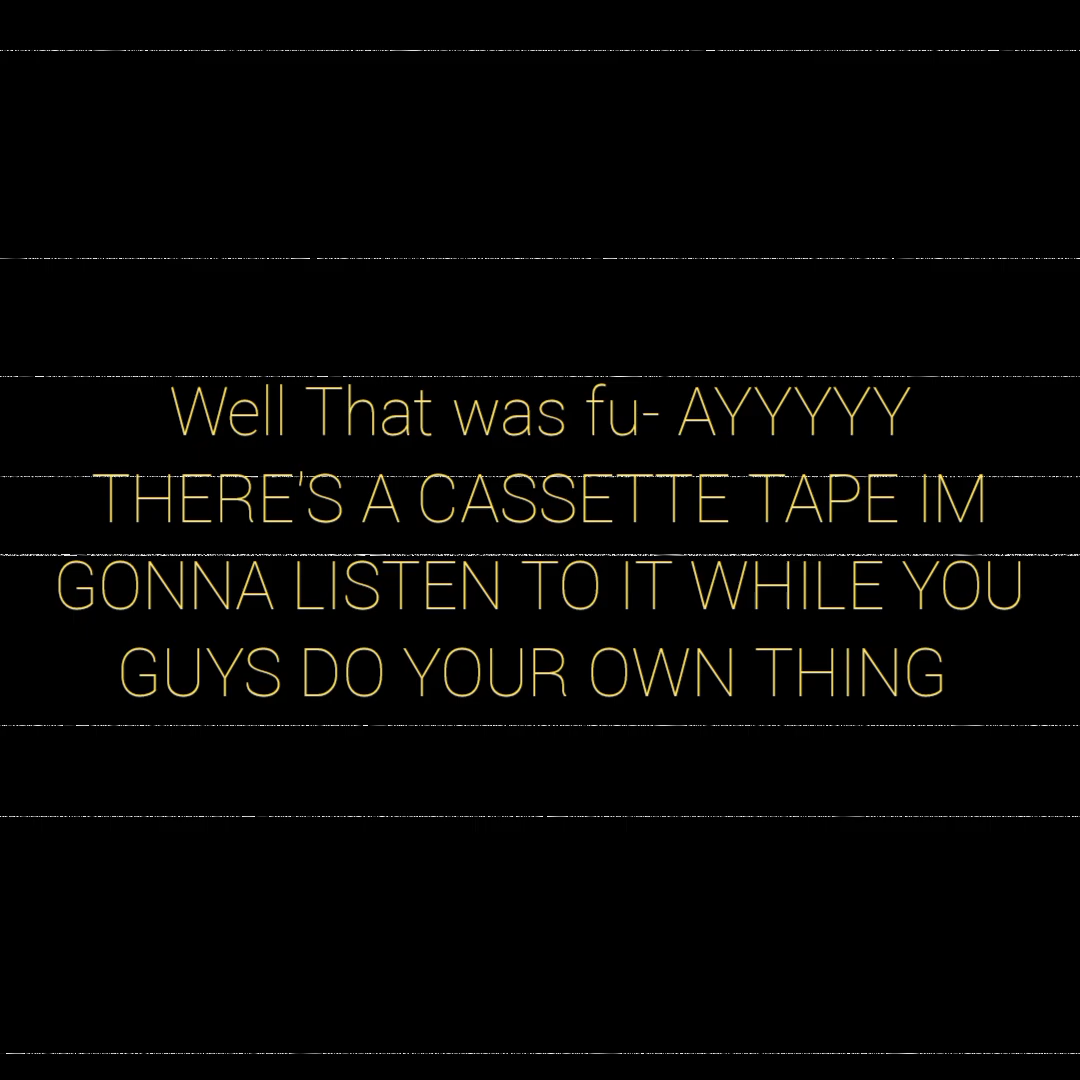 Well That was fu- AYYYYY
THERE'S A CASSETTE TAPE IM
GONNA LISTEN TO IT WHILE YOU
GUYS DO YOUR OWN THING